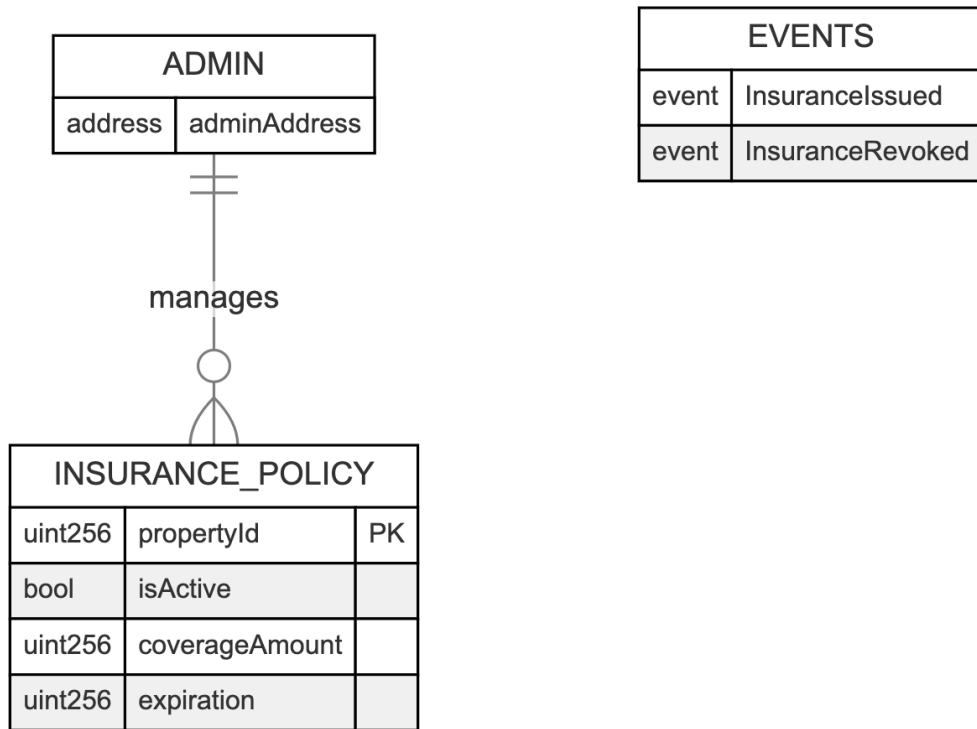 ADMIN
address adminAddress
manages
INSURANCE_POLICY
uint256 propertyId PK
bool isActive
uint256 coverageAmount
uint256 expiration
EVENTS
event InsuranceIssued
event InsuranceRevoked